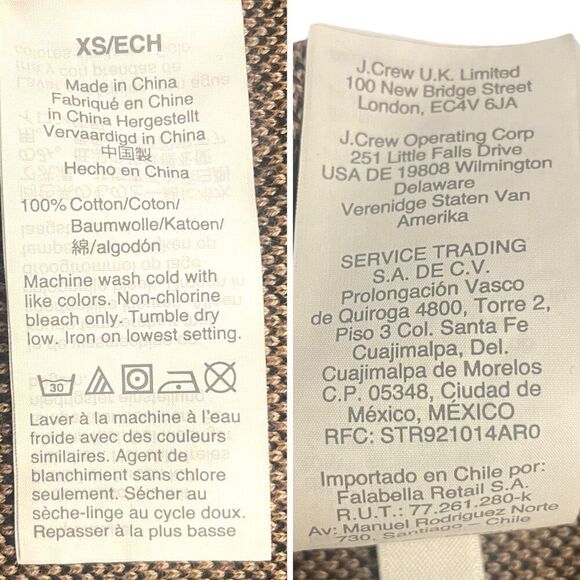 XS/ECH
Made in China
Fabriqué en Chine
in China Hergestellt
Vervaardigd in China
中国製
Hecho en China
100% Cotton/Coton/
Baumwolle/Katoen/
綿/algodón
Machine wash cold with
like colors. Non-chlorine
bleach only. Tumble dry
low. Iron on lowest setting.
30
Laver à la machine à l'eau
froide avec des couleurs
similaires. Agent de
blanchiment sans chlore
seulement. Sécher au
sèche-linge au cycle doux.
Repasser à la plus basse
J.Crew U.K. Limited
100 New Bridge Street
London, EC4V 6JA
J.Crew Operating Corp
251 Little Falls Drive
USA DE 19808 Wilmington
Delaware
Verenidge Staten Van
Amerika
SERVICE TRADING
S.A. DE C.V.
Prolongación Vasco
de Quiroga 4800, Torre 2,
Piso 3 Col. Santa Fe
Cuajimalpa, Del.
Cuajimalpa de Morelos
C.P. 05348, Ciudad de
México, MÉXICO
RFC: STR921014AR0
Importado en Chile por:
Falabella Retail S.A.
R.U.T.: 77.261.280-k
Av: Manuel Rodriguez Norte
730, Santiago - Chile